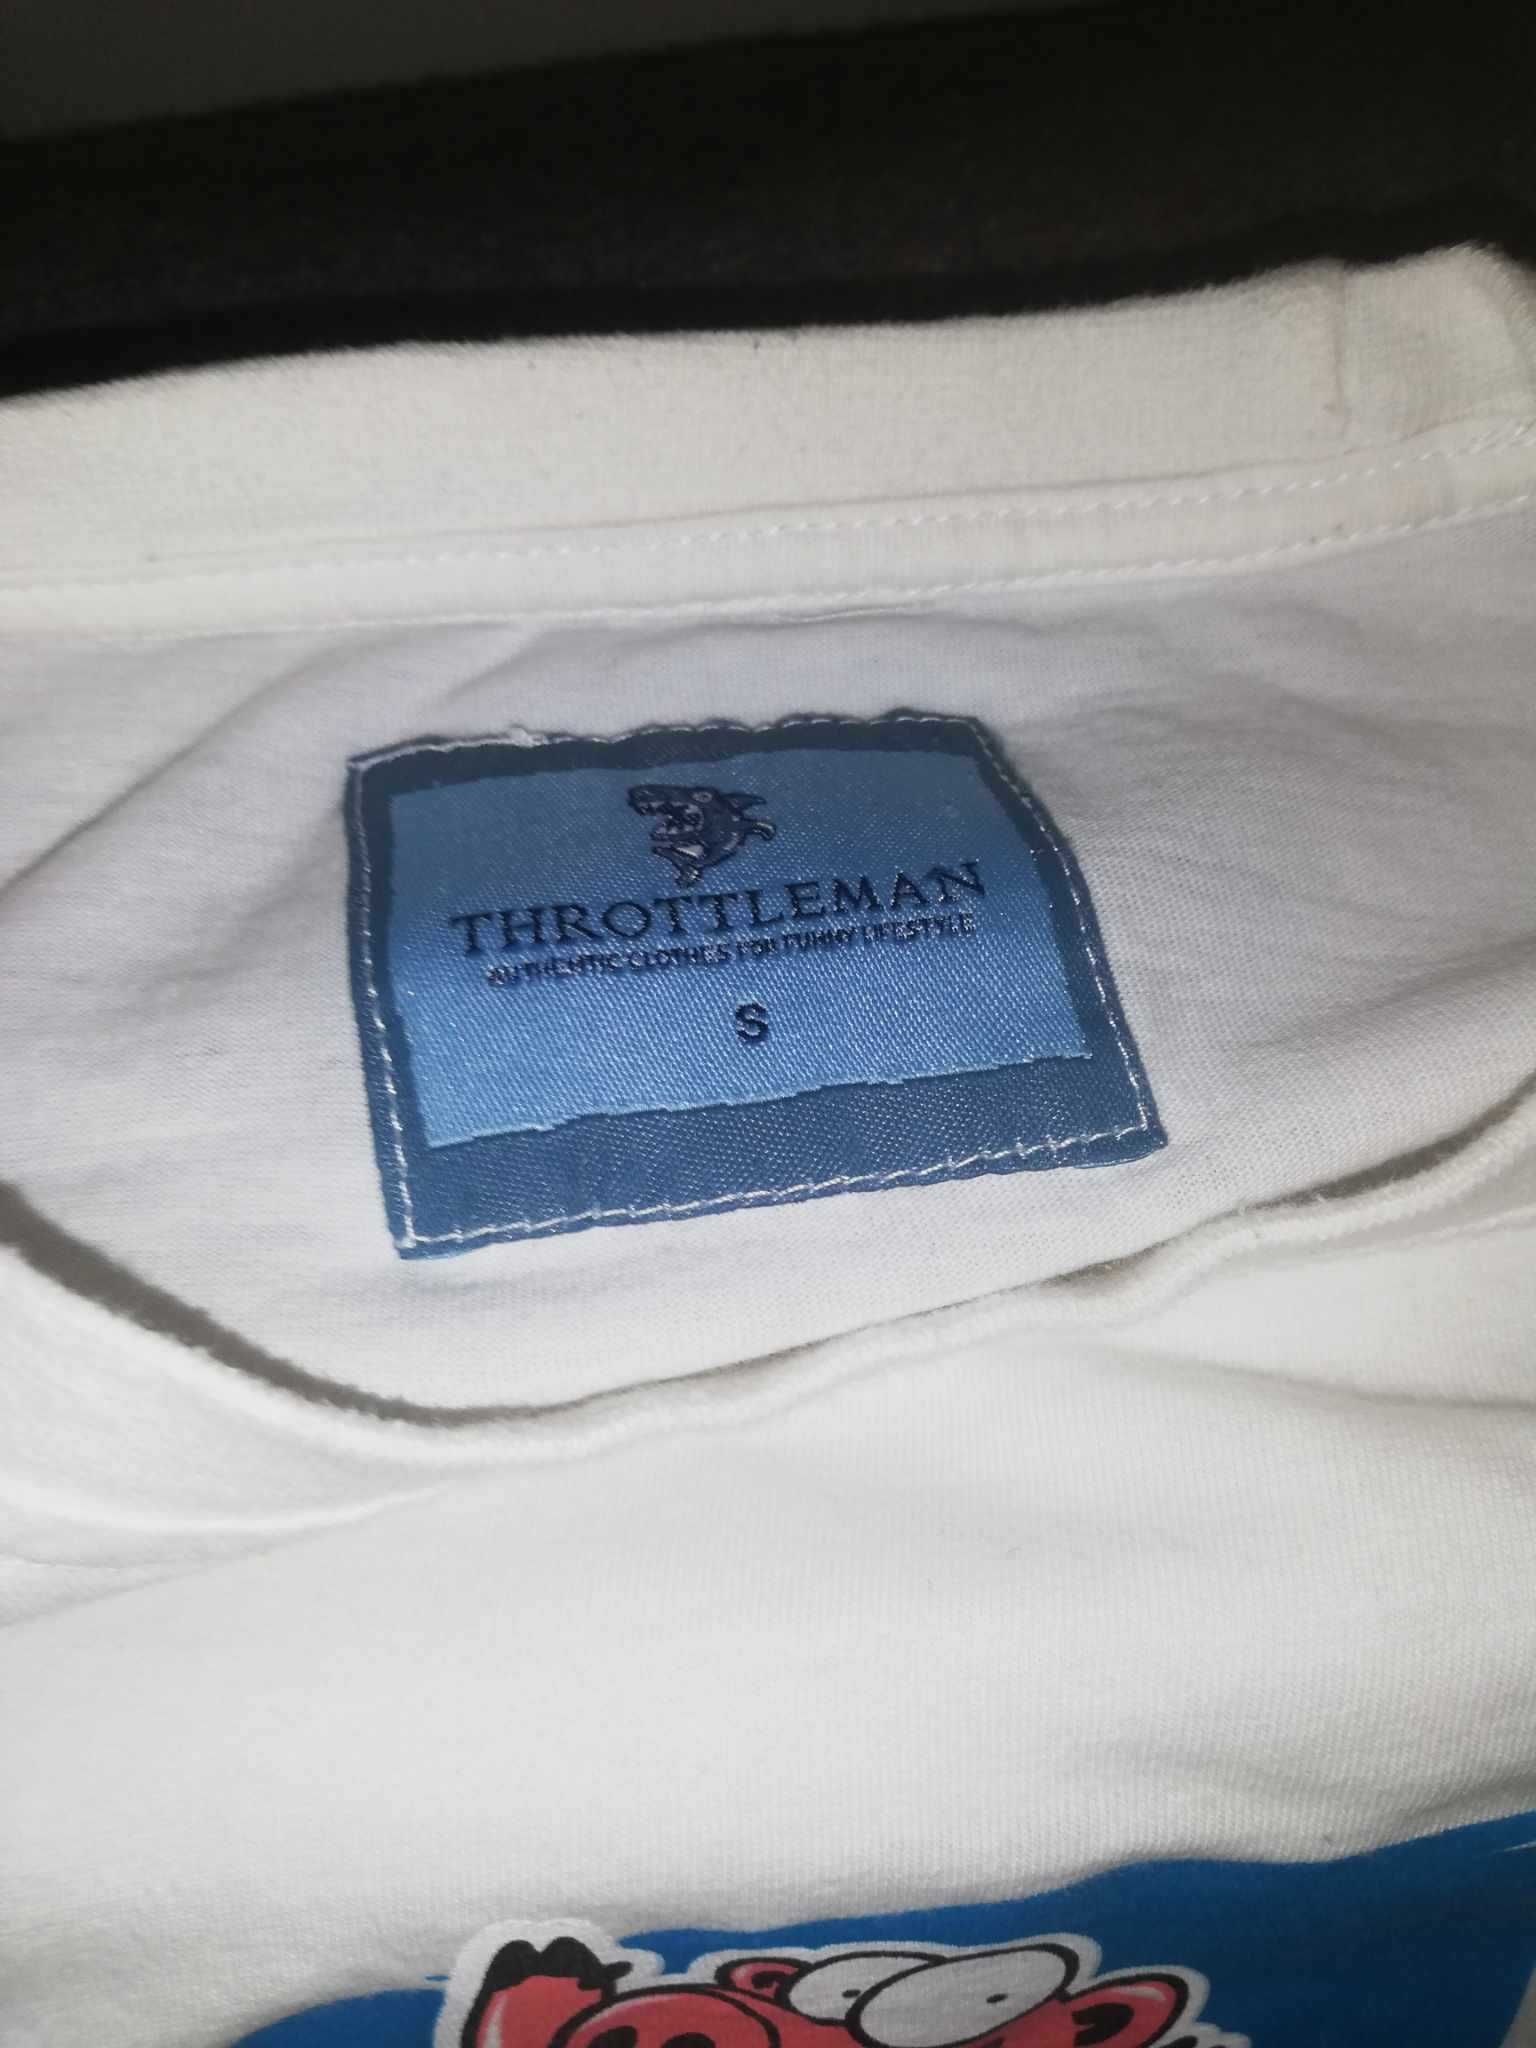 THROTTLEMAN
AUTHENTIC CLOTHES FOR FUNNY LIFESTYLE
S